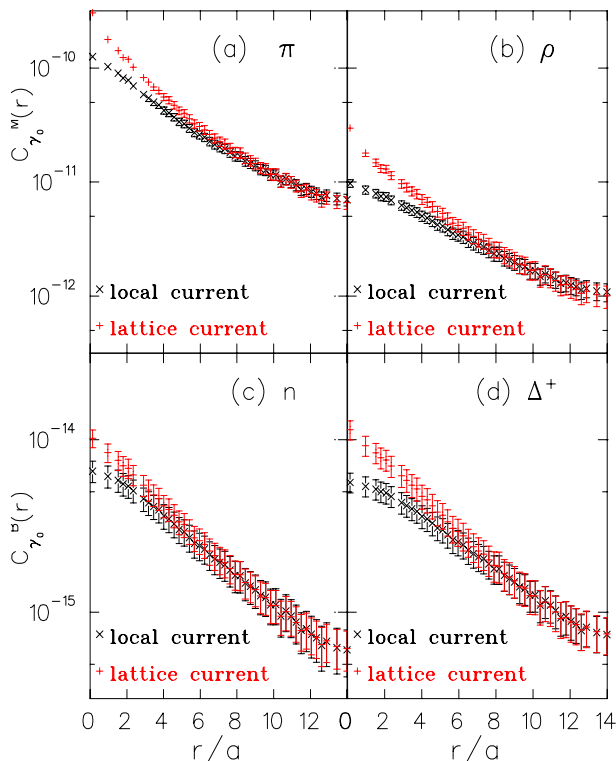 (a) π
(b) ρ
C_γ₀^M(r)
10⁻¹⁰
10⁻¹¹
10⁻¹²
× local current
+ lattice current
× local current
+ lattice current
(c) n
(d) Δ⁺
C_γ₀^B(r)
10⁻¹⁴
10⁻¹⁵
× local current
+ lattice current
× local current
+ lattice current
0 2 4 6 8 10 12 0 2 4 6 8 10 12 14
r/a r/a